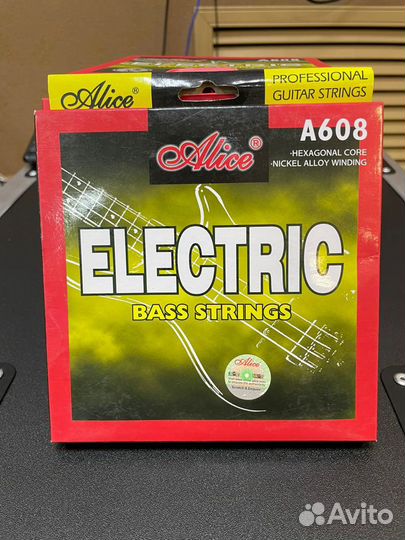 A608
Alice
PROFESSIONAL
GUITAR STRINGS
Alice®
A608
-HEXAGONAL CORE
-NICKEL ALLOY WINDING
ELECTRIC
BASS STRINGS
Alice
Avito